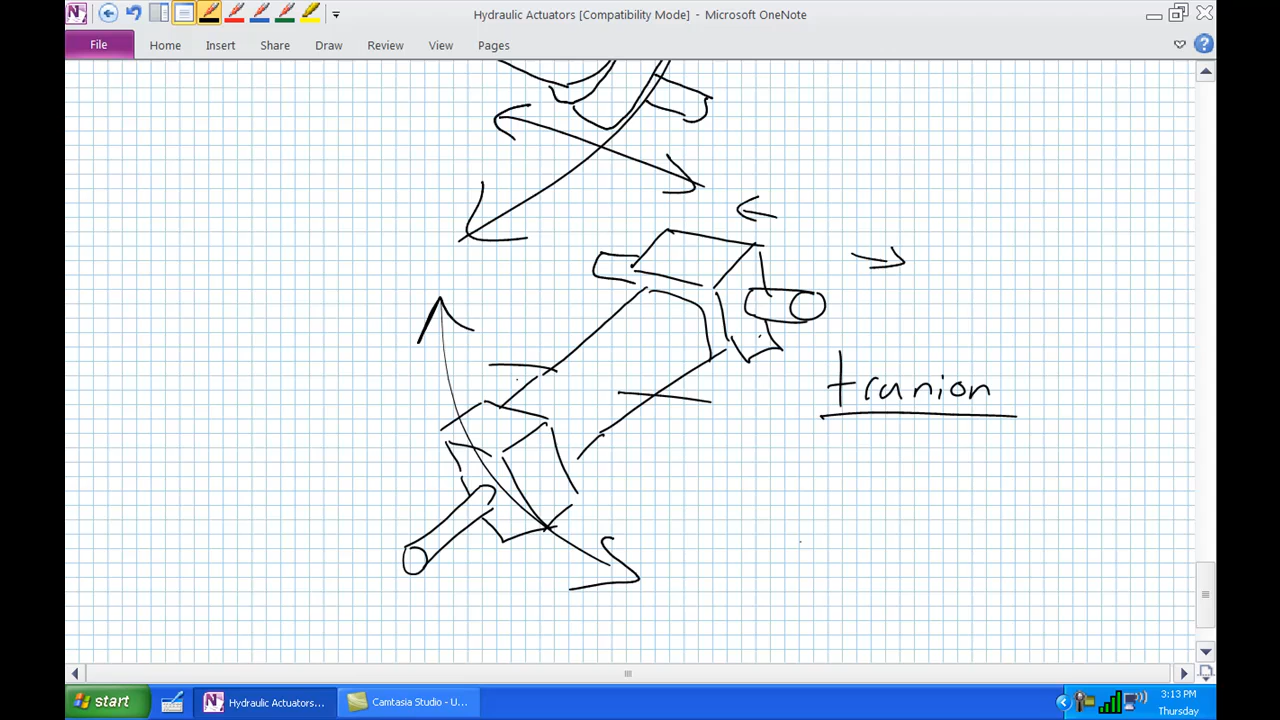 Hydraulic Actuators [Compatibility Mode] - Microsoft OneNote
File Home Insert Share Draw Review View Pages
tranion
start Hydraulic Actuators... Camtasia Studio - U... 3:13 PM
Thursday